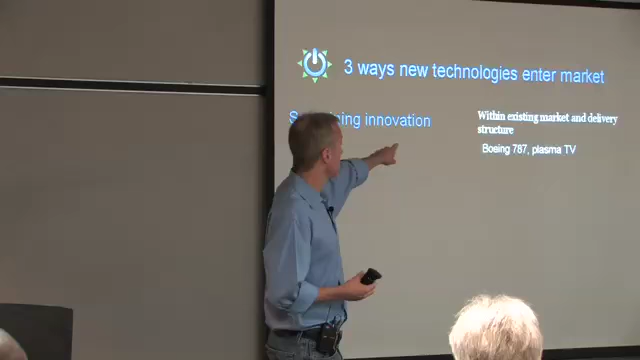 3 ways new technologies enter market
innovation
Within existing market and delivery
structure
Boeing 787, plasma TV